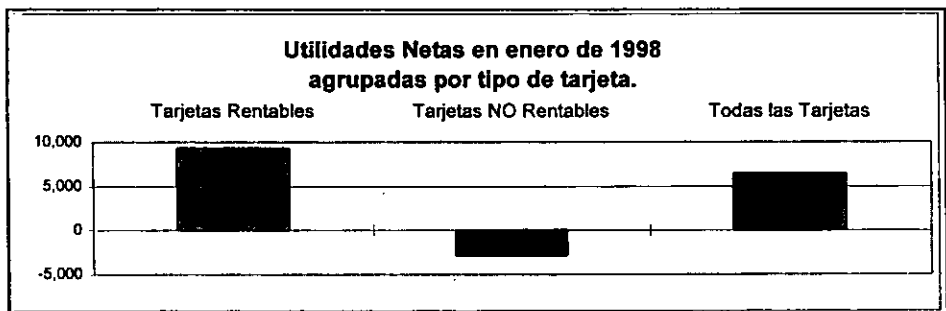 Utilidades Netas en enero de 1998
agrupadas por tipo de tarjeta.
Tarjetas Rentables Tarjetas NO Rentables Todas las Tarjetas
10,000
5,000
0
-5,000